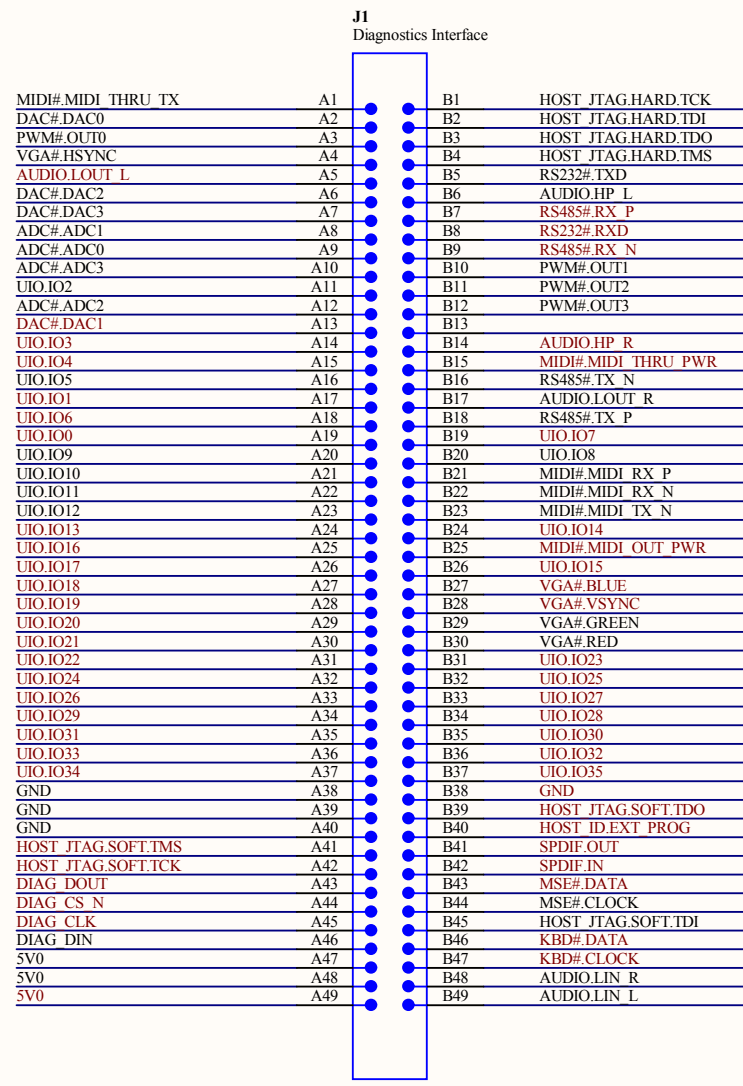 J1
Diagnostics Interface
MIDI#.MIDI_THRU_TX A1 B1 HOST_JTAG.HARD.TCK
DAC#.DAC0 A2 B2 HOST_JTAG.HARD.TDI
PWM#.OUT0 A3 B3 HOST_JTAG.HARD.TDO
VGA#.HSYNC A4 B4 HOST_JTAG.HARD.TMS
AUDIO.LOUT_L A5 B5 RS232#.TXD
DAC#.DAC2 A6 B6 AUDIO.HP_L
DAC#.DAC3 A7 B7 RS485#.RX_P
ADC#.ADC1 A8 B8 RS232#.RXD
ADC#.ADC0 A9 B9 RS485#.RX_N
ADC#.ADC3 A10 B10 PWM#.OUT1
UIO.IO2 A11 B11 PWM#.OUT2
ADC#.ADC2 A12 B12 PWM#.OUT3
DAC#.DAC1 A13 B13
UIO.IO3 A14 B14 AUDIO.HP_R
UIO.IO4 A15 B15 MIDI#.MIDI_THRU_PWR
UIO.IO5 A16 B16 RS485#.TX_N
UIO.IO1 A17 B17 AUDIO.LOUT_R
UIO.IO6 A18 B18 RS485#.TX_P
UIO.IO0 A19 B19 UIO.IO7
UIO.IO9 A20 B20 UIO.IO8
UIO.IO10 A21 B21 MIDI#.MIDI_RX_P
UIO.IO11 A22 B22 MIDI#.MIDI_RX_N
UIO.IO12 A23 B23 MIDI#.MIDI_TX_N
UIO.IO13 A24 B24 UIO.IO14
UIO.IO16 A25 B25 MIDI#.MIDI_OUT_PWR
UIO.IO17 A26 B26 UIO.IO15
UIO.IO18 A27 B27 VGA#.BLUE
UIO.IO19 A28 B28 VGA#.VSYNC
UIO.IO20 A29 B29 VGA#.GREEN
UIO.IO21 A30 B30 VGA#.RED
UIO.IO22 A31 B31 UIO.IO23
UIO.IO24 A32 B32 UIO.IO25
UIO.IO26 A33 B33 UIO.IO27
UIO.IO29 A34 B34 UIO.IO28
UIO.IO31 A35 B35 UIO.IO30
UIO.IO33 A36 B36 UIO.IO32
UIO.IO34 A37 B37 UIO.IO35
GND A38 B38 GND
GND A39 B39 HOST_JTAG.SOFT.TDO
GND A40 B40 HOST_ID.EXT_PROG
HOST_JTAG.SOFT.TMS A41 B41 SPDIF.OUT
HOST_JTAG.SOFT.TCK A42 B42 SPDIF.IN
DIAG_DOUT A43 B43 MSE#.DATA
DIAG_CS_N A44 B44 MSE#.CLOCK
DIAG_CLK A45 B45 HOST_JTAG.SOFT.TDI
DIAG_DIN A46 B46 KBD#.DATA
5V0 A47 B47 KBD#.CLOCK
5V0 A48 B48 AUDIO.LIN_R
5V0 A49 B49 AUDIO.LIN_L